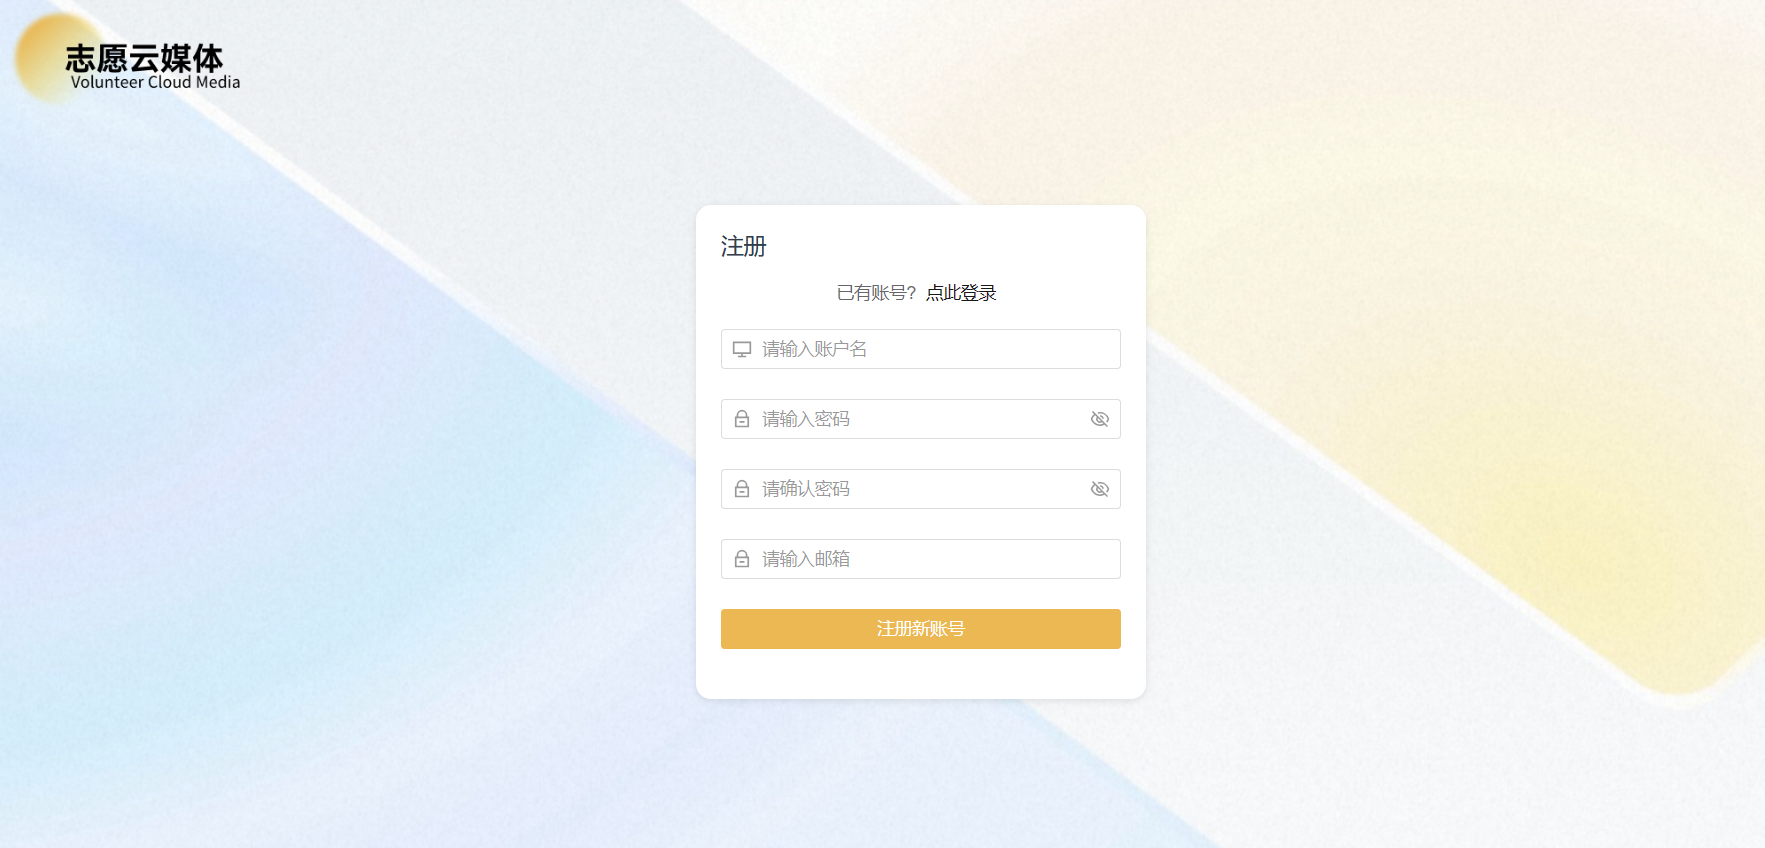 志愿云媒体
Volunteer Cloud Media
注册
已有账号? 点此登录
请输入账户名
请输入密码
请确认密码
请输入邮箱
注册新账号